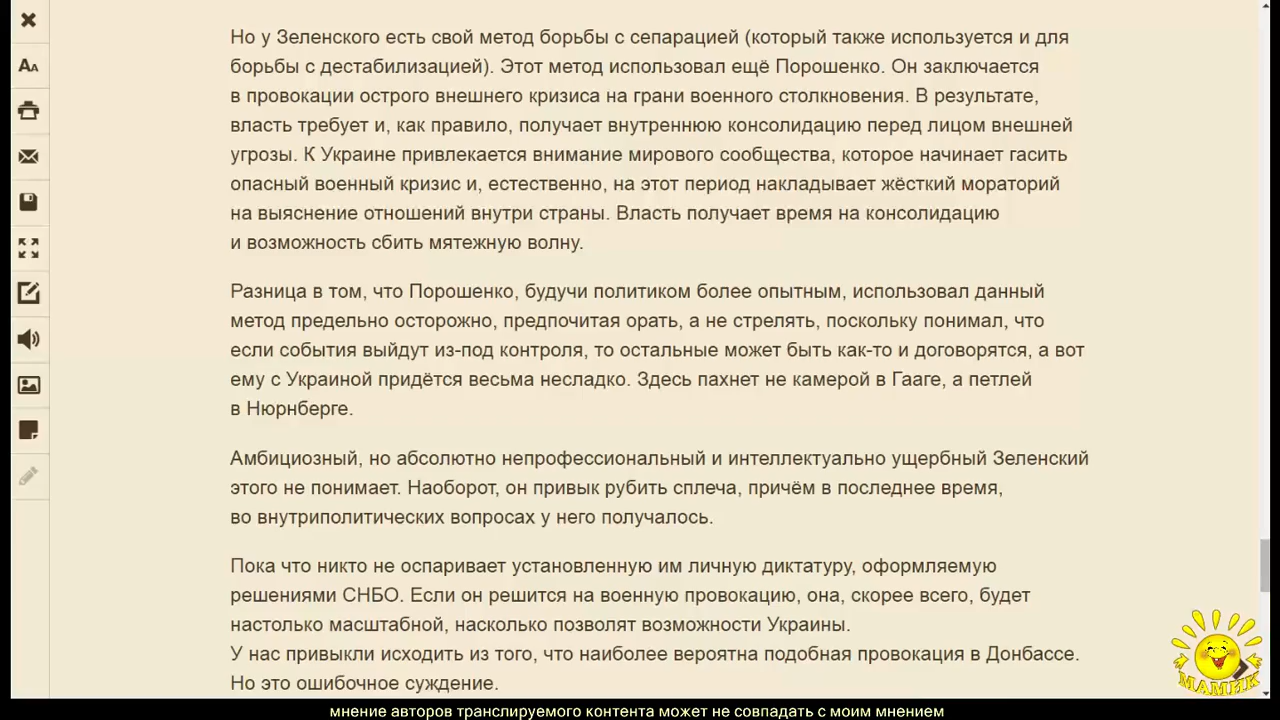 Но у Зеленского есть свой метод борьбы с сепарацией (который также используется и для
борьбы с дестабилизацией). Этот метод использовал ещё Порошенко. Он заключается
в провокации острого внешнего кризиса на грани военного столкновения. В результате,
власть требует и, как правило, получает внутреннюю консолидацию перед лицом внешней
угрозы. К Украине привлекается внимание мирового сообщества, которое начинает гасить
опасный военный кризис и, естественно, на этот период накладывает жёсткий мораторий
на выяснение отношений внутри страны. Власть получает время на консолидацию
и возможность сбить мятежную волну.
Разница в том, что Порошенко, будучи политиком более опытным, использовал данный
метод предельно осторожно, предпочитая орать, а не стрелять, поскольку понимал, что
если события выйдут из-под контроля, то остальные может быть как-то и договорятся, а вот
ему с Украиной придётся весьма несладко. Здесь пахнет не камерой в Гааге, а петлей
в Нюрнберге.
Амбициозный, но абсолютно непрофессиональный и интеллектуально ущербный Зеленский
этого не понимает. Наоборот, он привык рубить сплеча, причём в последнее время,
во внутриполитических вопросах у него получалось.
Пока что никто не оспаривает установленную им личную диктатуру, оформляемую
решениями СНБО. Если он решится на военную провокацию, она, скорее всего, будет
настолько масштабной, насколько позволят возможности Украины.
У нас привыкли исходить из того, что наиболее вероятна подобная провокация в Донбассе.
Но это ошибочное суждение.
МАМИК
мнение авторов транслируемого контента может не совпадать с моим мнением